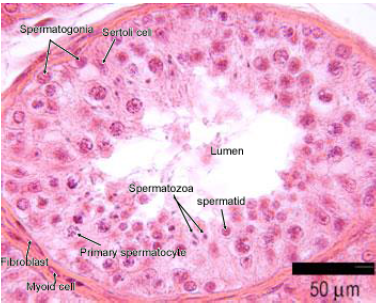 Spermatogonia
Sertoli cell
Lumen
Spermatozoa
spermatid
Primary spermatocyte
Fibroblast
Myoid cell
50 µm